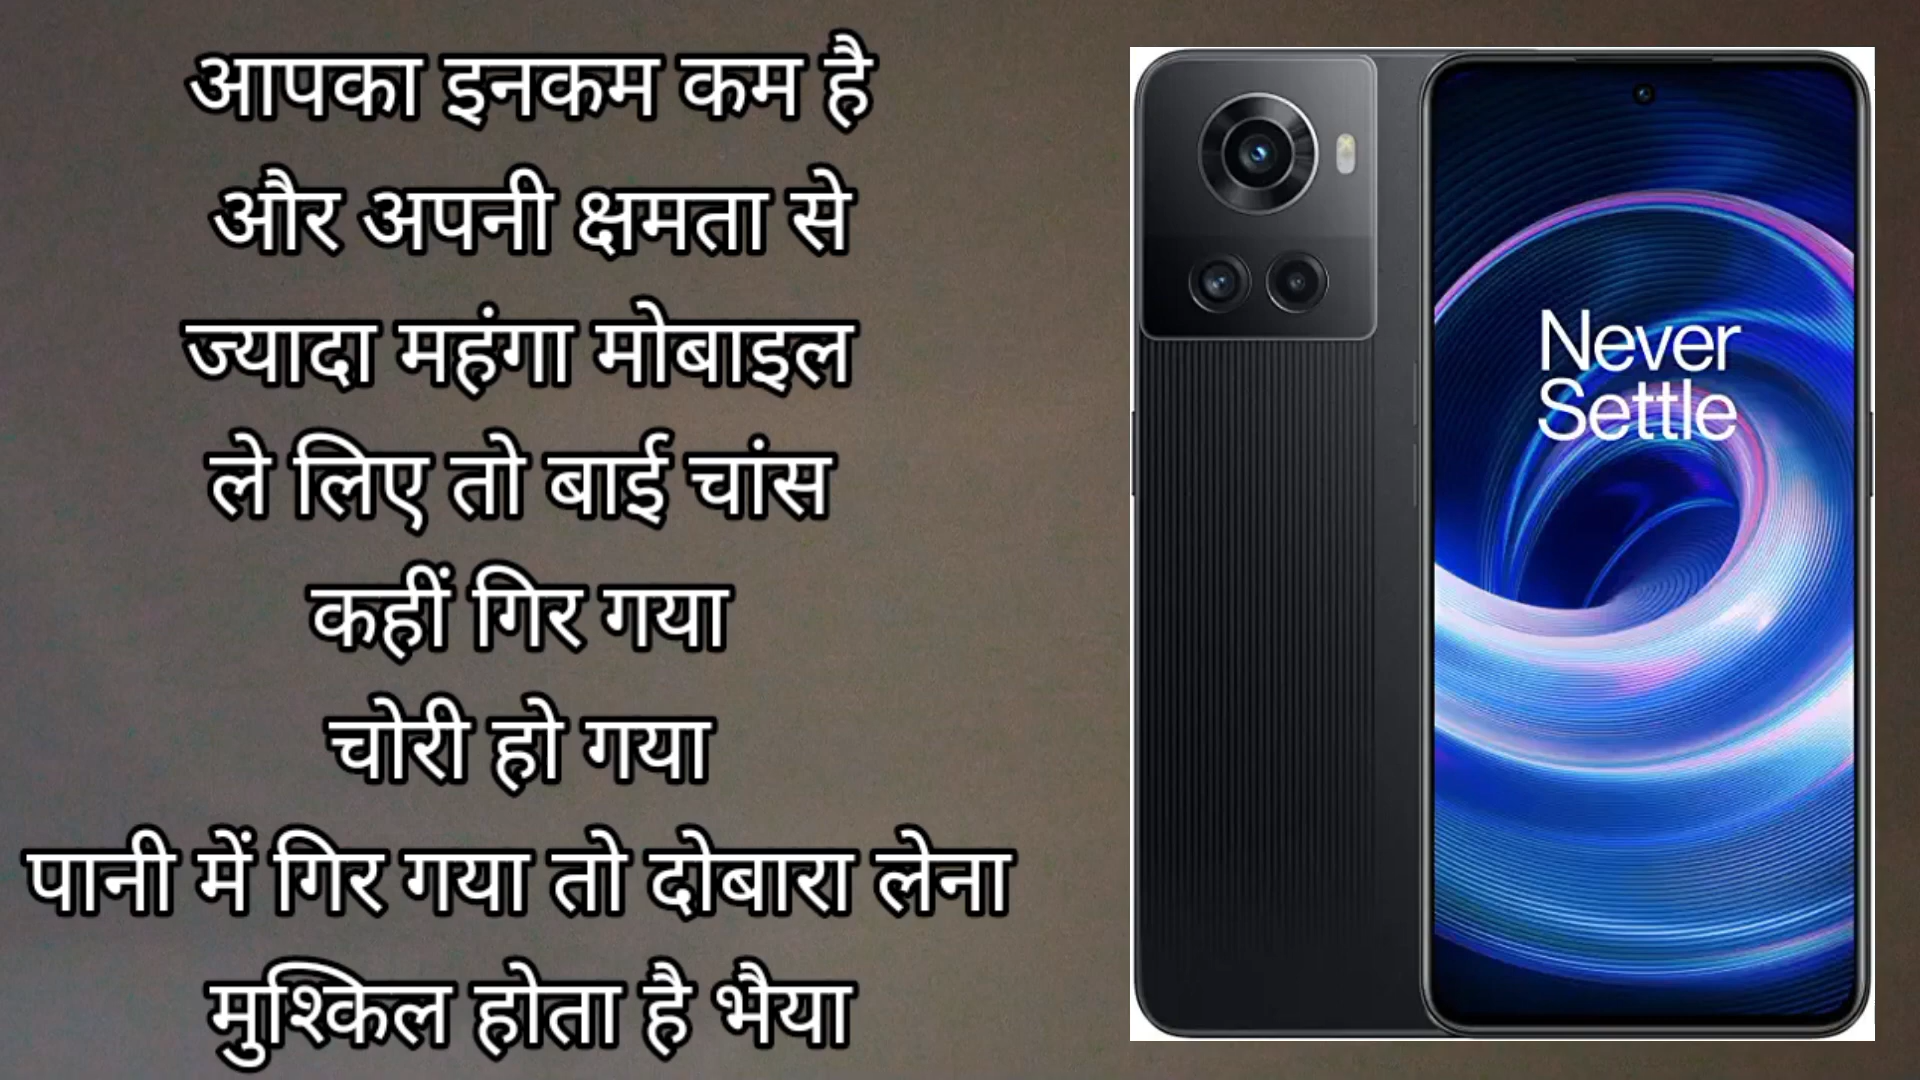 आपका इनकम कम है
और अपनी क्षमता से
ज्यादा महंगा मोबाइल
ले लिए तो बाई चांस
कहीं गिर गया
चोरी हो गया
पानी में गिर गया तो दोबारा लेना
मुश्किल होता है भैया
Never
Settle